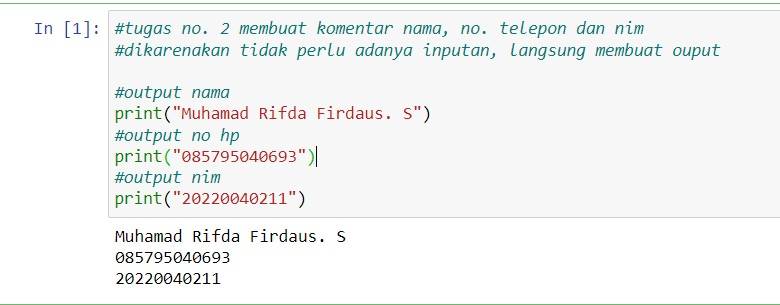 In [1]: #tugas no. 2 membuat komentar nama, no. telepon dan nim
#dikarenakan tidak perlu adanya inputan, langsung membuat ouput
#output nama
print("Muhamad Rifda Firdaus. S")
#output no hp
print("085795040693")
#output nim
print("20220040211")
Muhamad Rifda Firdaus. S
085795040693
20220040211